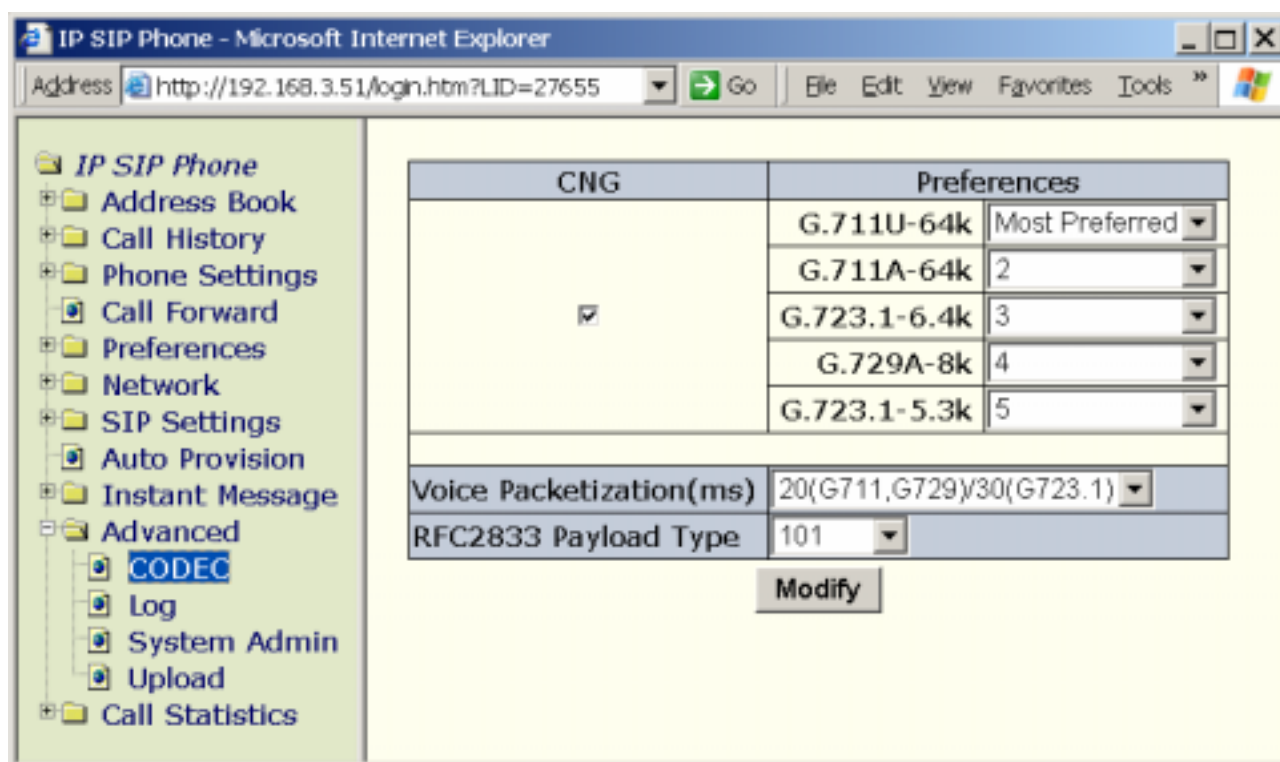 IP SIP Phone - Microsoft Internet Explorer
Address http://192.168.3.51/login.htm?LID=27655 Go File Edit View Favorites Tools »
IP SIP Phone
Address Book
Call History
Phone Settings
Call Forward
Preferences
Network
SIP Settings
Auto Provision
Instant Message
Advanced
CODEC
Log
System Admin
Upload
Call Statistics
CNG Preferences
G.711U-64k Most Preferred
G.711A-64k 2
G.723.1-6.4k 3
G.729A-8k 4
G.723.1-5.3k 5
Voice Packetization(ms) 20(G711,G729)/30(G723.1)
RFC2833 Payload Type 101
Modify